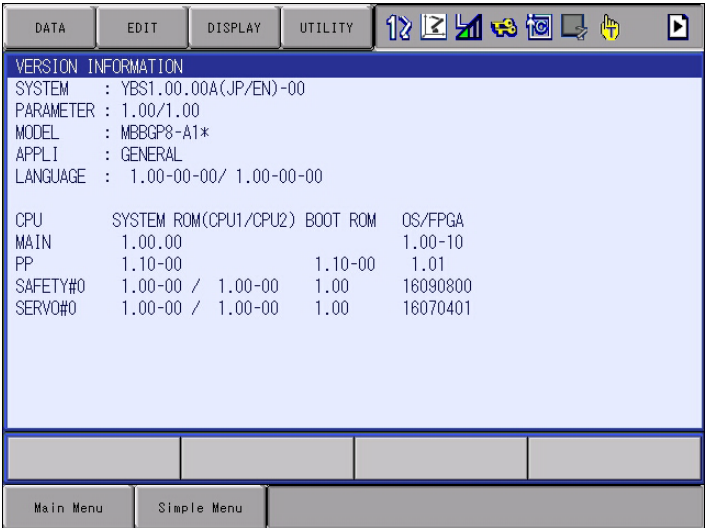 DATA EDIT DISPLAY UTILITY
VERSION INFORMATION
SYSTEM : YBS1.00.00A(JP/EN)-00
PARAMETER : 1.00/1.00
MODEL : MBBGP8-A1*
APPLI : GENERAL
LANGUAGE : 1.00-00-00/ 1.00-00-00
CPU SYSTEM ROM(CPU1/CPU2) BOOT ROM OS/FPGA
MAIN 1.00.00 1.00-10
PP 1.10-00 1.10-00 1.01
SAFETY#0 1.00-00 / 1.00-00 1.00 16090800
SERVO#0 1.00-00 / 1.00-00 1.00 16070401
Main Menu Simple Menu